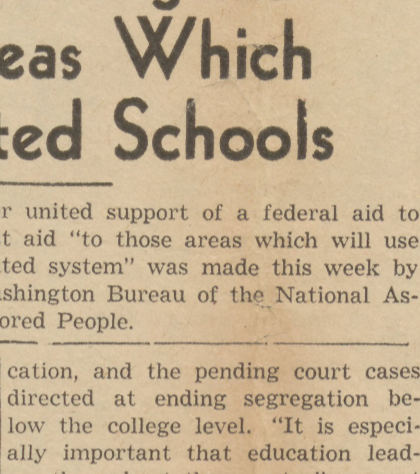 eas Which
ted Schools
r united support of a federal aid to
t aid "to those areas which will use
ted system" was made this week by
shington Bureau of the National As-
ored People.
cation, and the pending court cases
directed at ending segregation be-
low the college level. "It is especi-
ally important that education lead-